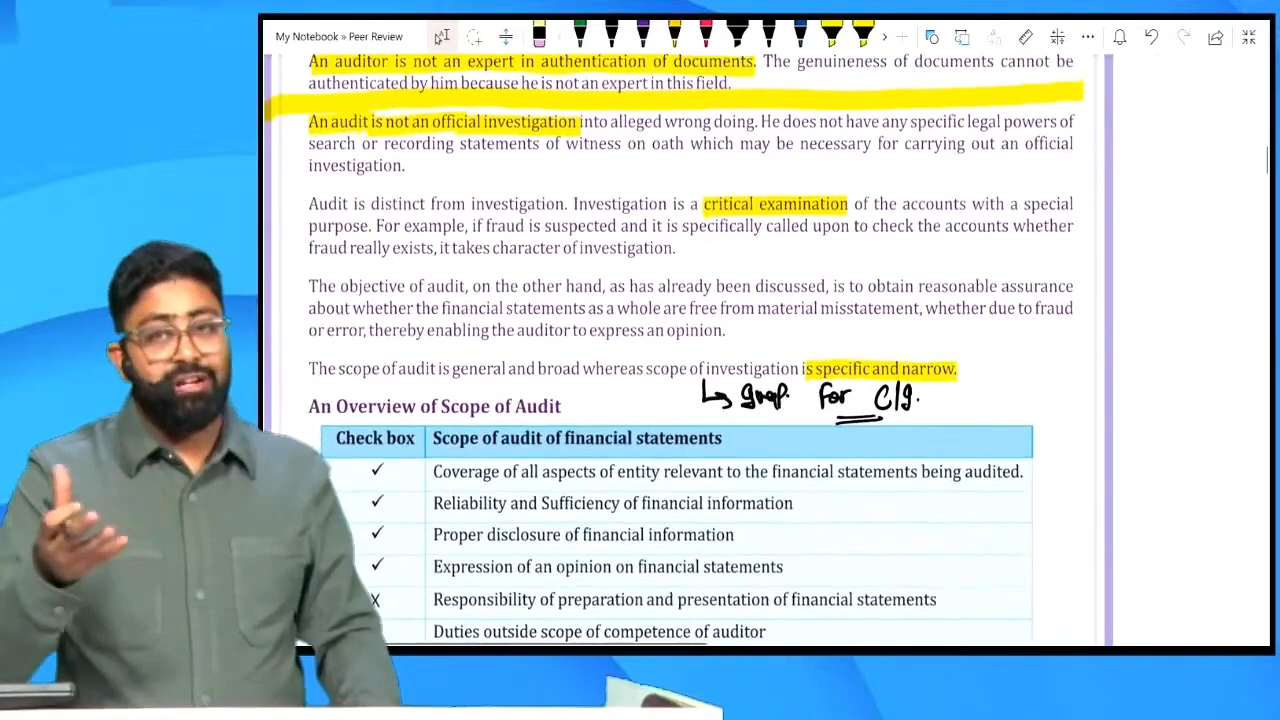 My Notebook » Peer Review
An auditor is not an expert in authentication of documents. The genuineness of documents cannot be
authenticated by him because he is not an expert in this field.
An audit is not an official investigation into alleged wrong doing. He does not have any specific legal powers of
search or recording statements of witness on oath which may be necessary for carrying out an official
investigation.
Audit is distinct from investigation. Investigation is a critical examination of the accounts with a special
purpose. For example, if fraud is suspected and it is specifically called upon to check the accounts whether
fraud really exists, it takes character of investigation.
The objective of audit, on the other hand, as has already been discussed, is to obtain reasonable assurance
about whether the financial statements as a whole are free from material misstatement, whether due to fraud
or error, thereby enabling the auditor to express an opinion.
The scope of audit is general and broad whereas scope of investigation is specific and narrow.
for C/g.
An Overview of Scope of Audit
Check box Scope of audit of financial statements
✓ Coverage of all aspects of entity relevant to the financial statements being audited.
✓ Reliability and Sufficiency of financial information
✓ Proper disclosure of financial information
✓ Expression of an opinion on financial statements
X Responsibility of preparation and presentation of financial statements
Duties outside scope of competence of auditor